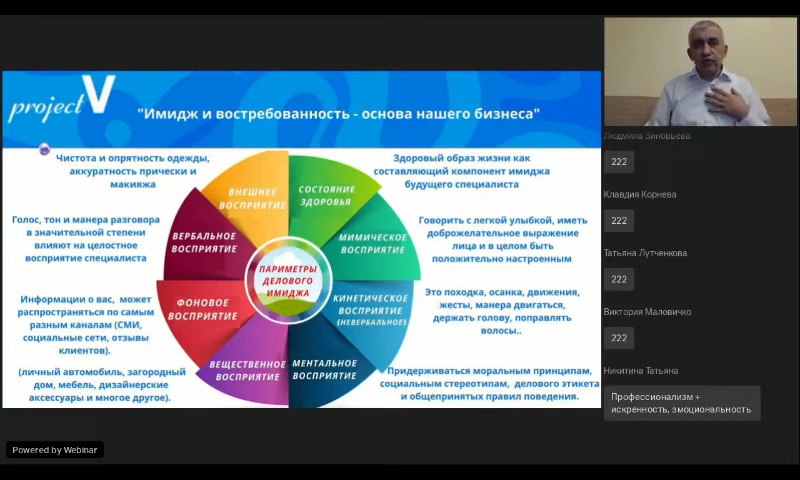 project V
"Имидж и востребованность - основа нашего бизнеса"
Чистота и опрятность одежды,
аккуратность прически и
макияжа
Голос, тон и манера разговора
в значительной степени
влияют на целостное
восприятие специалиста
Информации о вас, может
распространяться по самым
разным каналам (СМИ,
социальные сети, отзывы
клиентов).
(личный автомобиль, загородный
дом, мебель, дизайнерские
аксессуары и многое другое).
ВНЕШНЕЕ
ВОСПРИЯТИЕ
СОСТОЯНИЕ
ЗДОРОВЬЯ
ВЕРБАЛЬНОЕ
ВОСПРИЯТИЕ
МИМИЧЕСКОЕ
ВОСПРИЯТИЕ
ПАРАМЕТРЫ
ДЕЛОВОГО
ИМИДЖА
ФОНОВОЕ
ВОСПРИЯТИЕ
КИНЕТИЧЕСКОЕ
ВОСПРИЯТИЕ
(НЕВЕРБАЛЬНОЕ)
ВЕЩЕСТВЕННОЕ
ВОСПРИЯТИЕ
МЕНТАЛЬНОЕ
ВОСПРИЯТИЕ
Здоровый образ жизни как
составляющий компонент имиджа
будущего специалиста
Говорить с легкой улыбкой, иметь
доброжелательное выражение
лица и в целом быть
положительно настроенным
Это походка, осанка, движения,
жесты, манера двигаться,
держать голову, поправлять
волосы..
Придерживаться моральным принципам,
социальным стереотипам, делового этикета
и общепринятых правил поведения.
Людмила Зиновьева
222
Клавдия Корнева
222
Татьяна Лутченкова
222
Виктория Маловичко
222
Никитина Татьяна
Профессионализм +
искренность, эмоциональность
Powered by Webinar